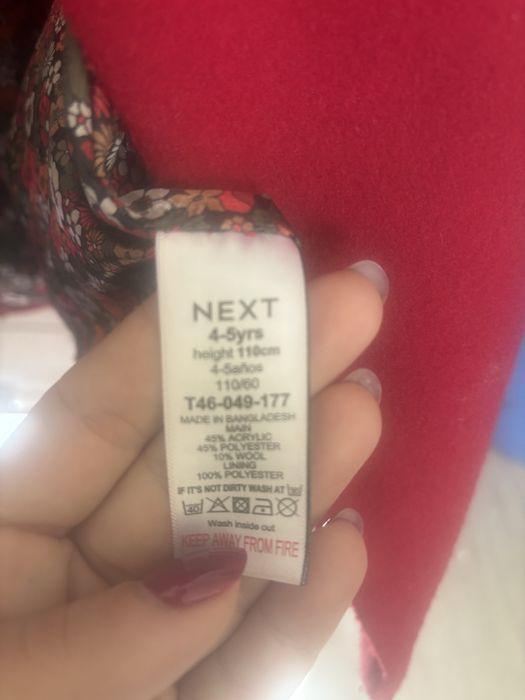 NEXT
4-5yrs
height 110cm
4-5años
110/60
T46-049-177
MADE IN BANGLADESH
MAIN
45% ACRYLIC
45% POLYESTER
10% WOOL
LINING
100% POLYESTER
IF IT'S NOT DIRTY WASH AT 30
40
Wash inside out
KEEP AWAY FROM FIRE